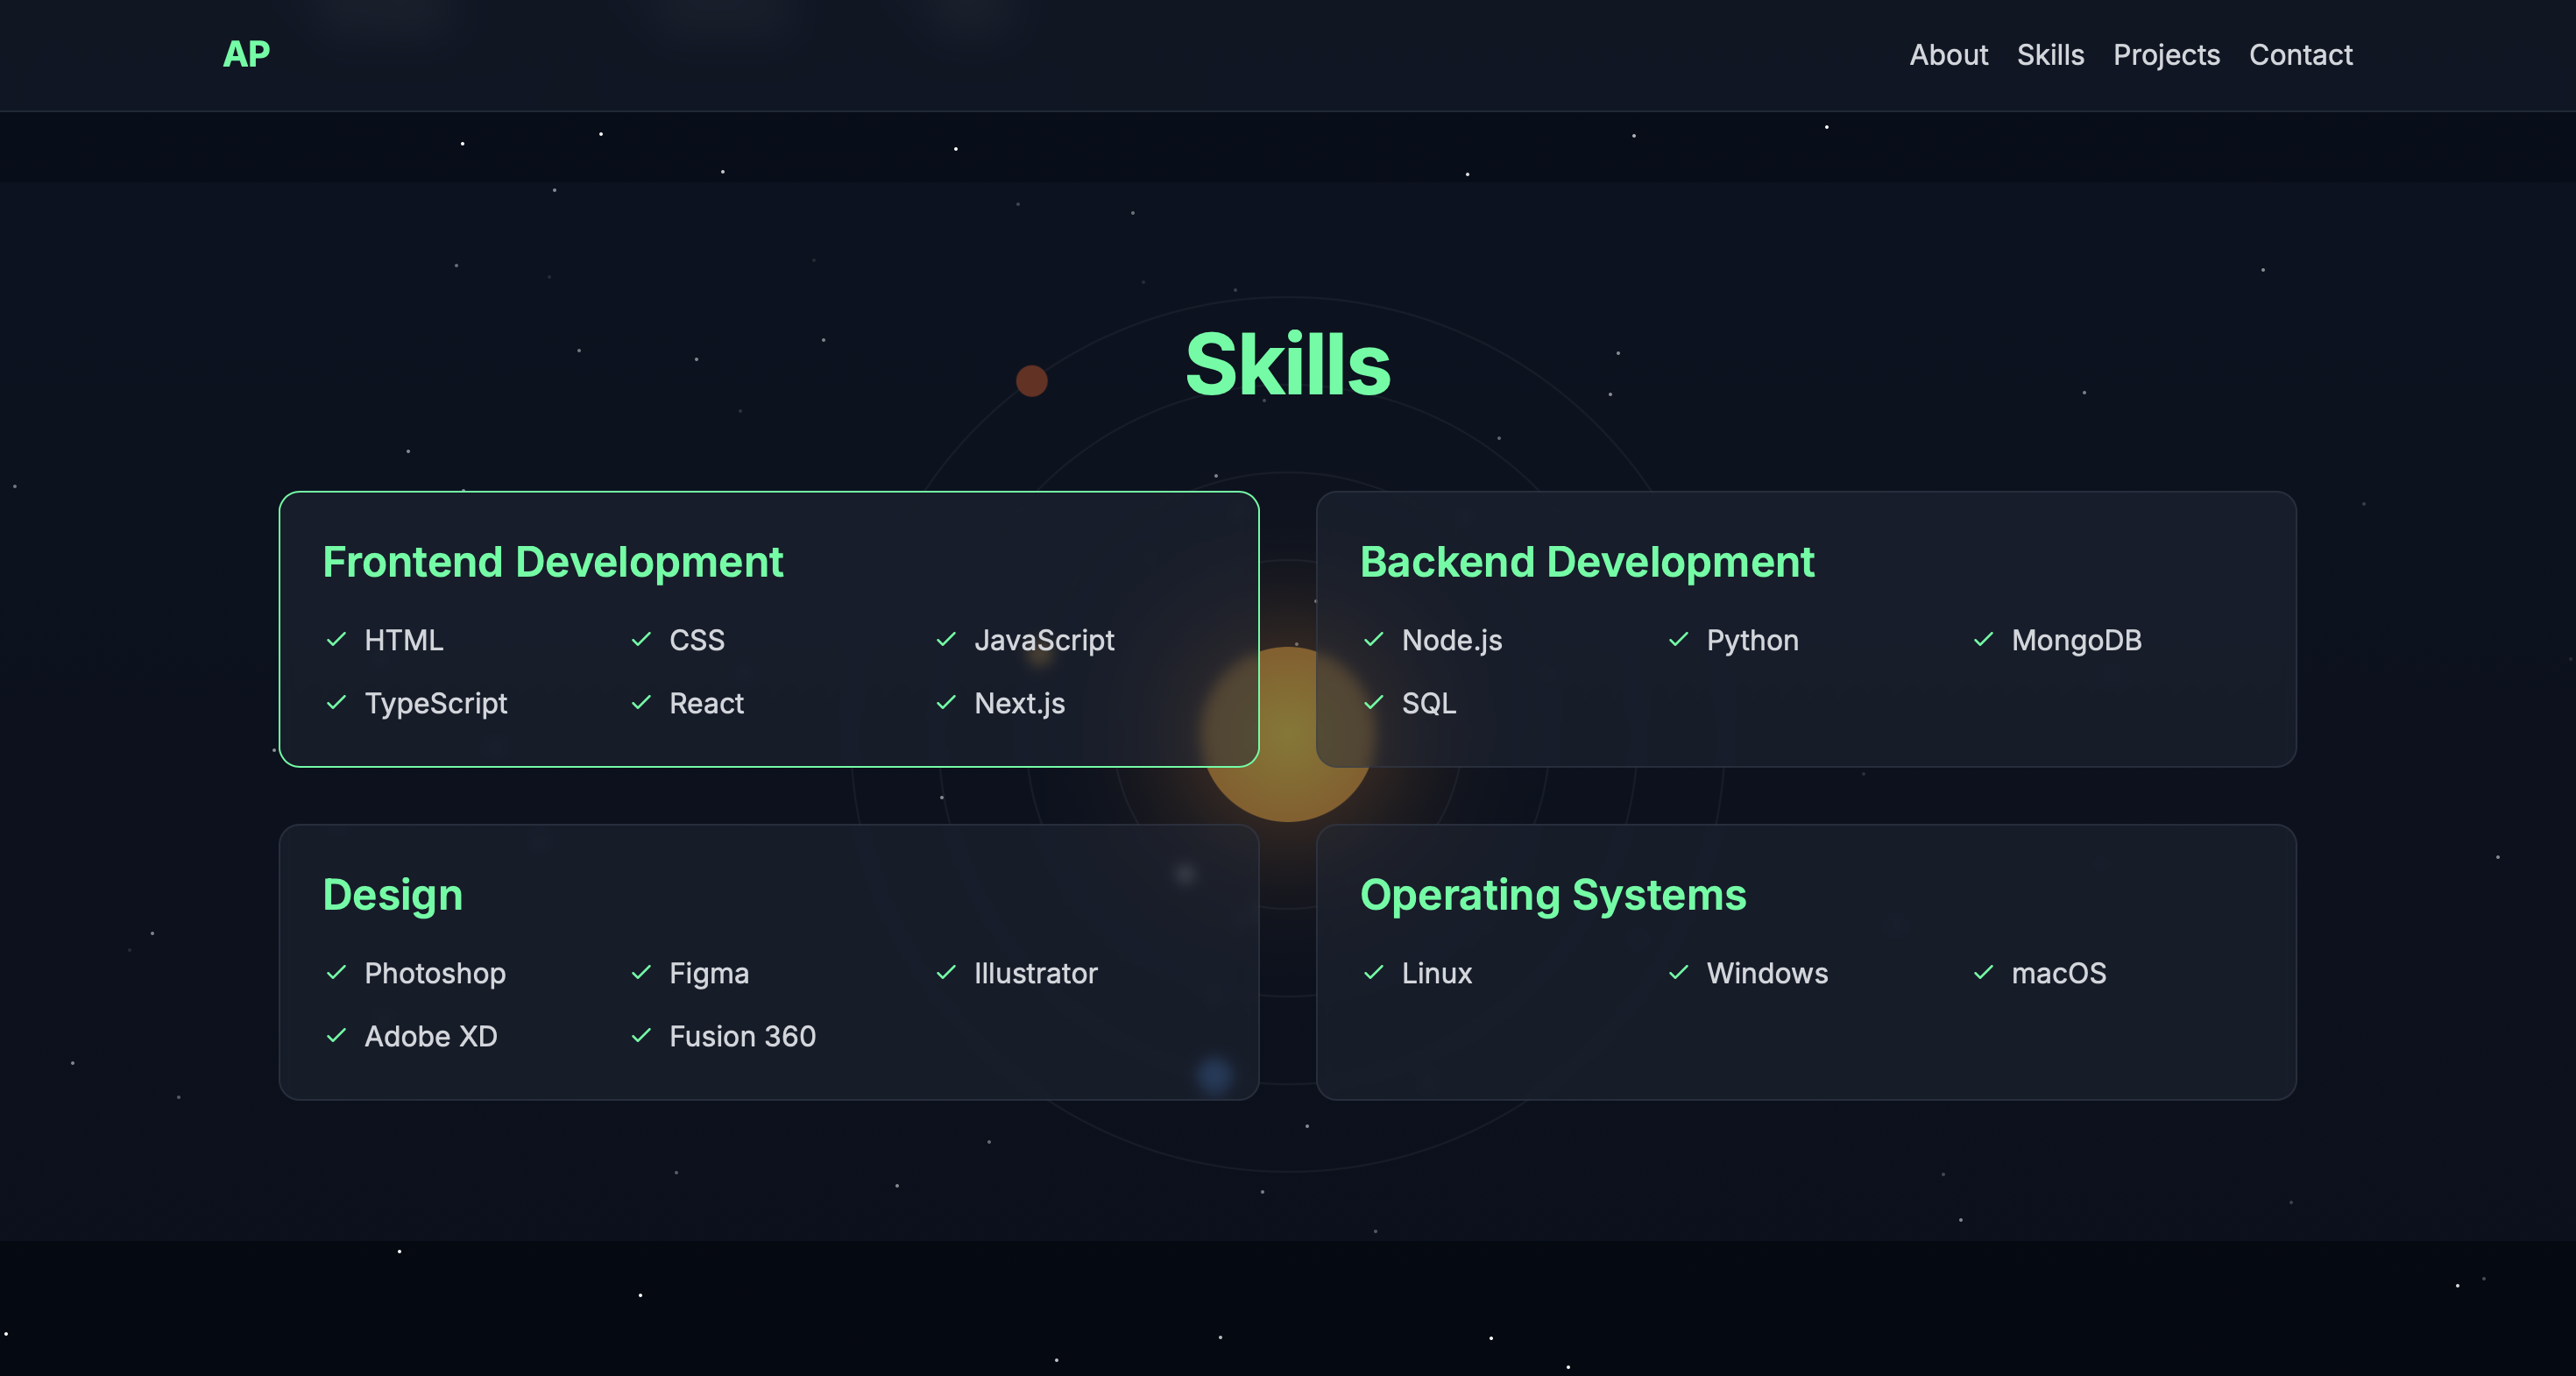 AP
About Skills Projects Contact
Skills
Frontend Development
HTML CSS JavaScript
TypeScript React Next.js
Backend Development
Node.js Python MongoDB
SQL
Design
Photoshop Figma Illustrator
Adobe XD Fusion 360
Operating Systems
Linux Windows macOS